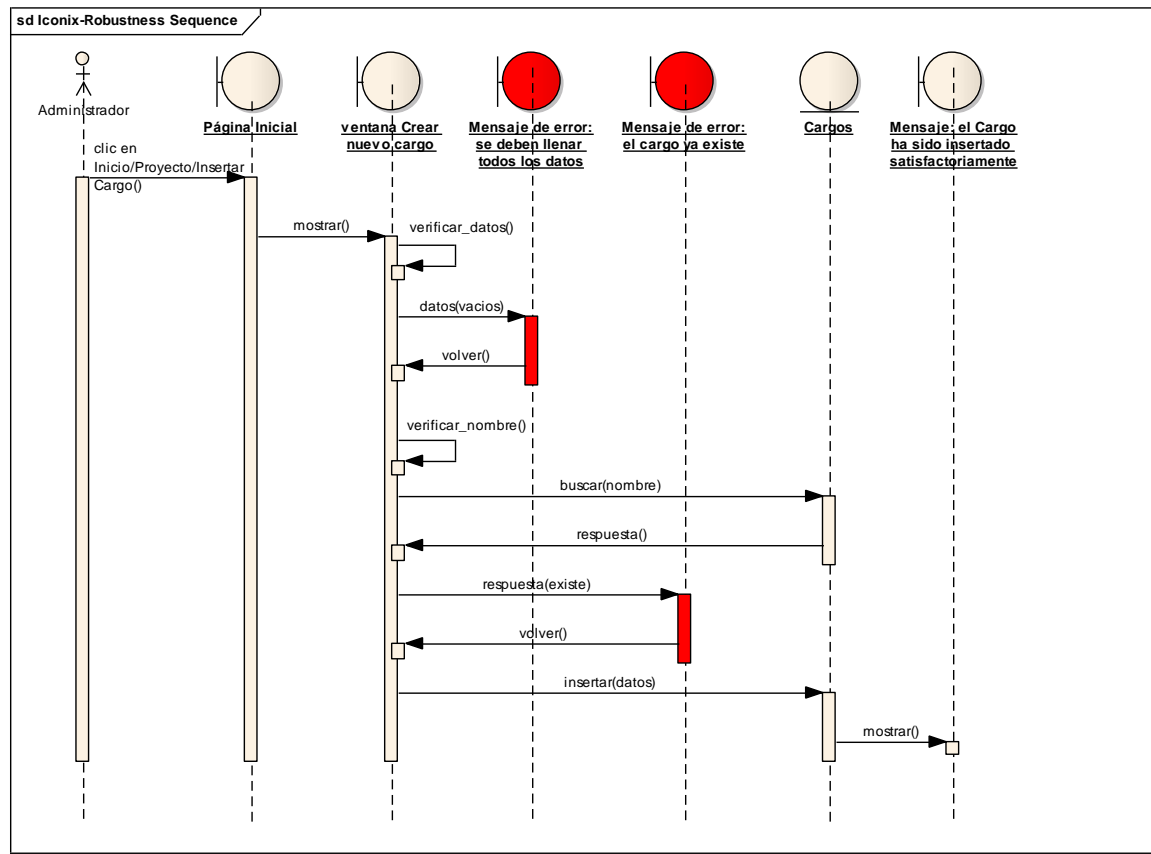 sd Iconix-Robustness Sequence
Administrador
Página Inicial
ventana Crear
nuevo cargo
Mensaje de error:
se deben llenar
todos los datos
Mensaje de error:
el cargo ya existe
Cargos
Mensaje: el Cargo
ha sido insertado
satisfactoriamente
clic en
Inicio/Proyecto/Insertar
Cargo()
mostrar()
verificar_datos()
datos(vacios)
volver()
verificar_nombre()
buscar(nombre)
respuesta()
respuesta(existe)
volver()
insertar(datos)
mostrar()